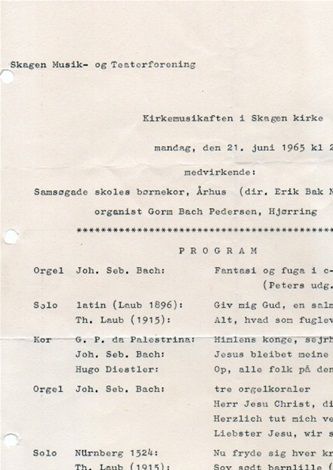 Skagen Musik- og Teaterforening
Kirkemusikaften i Skagen kirke
mandag, den 21. juni 1965 kl 2
medvirkende:
Samsøgade skoles børnekor, Århus (dir. Erik Bak N
organist Gorm Bach Pedersen, Hjørring
************************************************
P R O G R A M
Orgel Joh. Seb. Bach: Fantasi og fuga i c-
(Peters udg.
Solo latin (Laub 1896): Giv mig Gud, en salm
Th. Laub (1915): Alt, hvad som fuglev
Kor G. P. da Palestrina: Himlens konge, sejrh
Joh. Seb. Bach: Jesus bleibet meine
Hugo Diestler: Op, alle folk på den
Orgel Joh. Seb. Bach: tre orgelkoraler
Herr Jesu Christ, di
Herzlich tut mich ve
Liebster Jesu, wir s
Solo Nürnberg 1524: Nu fryde sig hver kr
Th. Laub (1915): Sov sødt barnlille